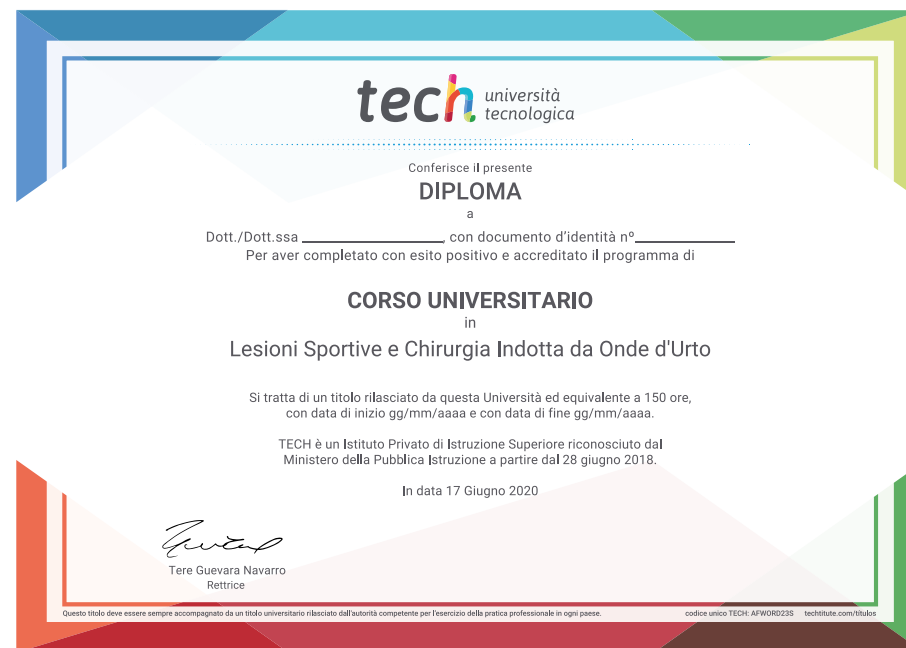 tech università
tecnologica
Conferisce il presente
DIPLOMA
a
Dott./Dott.ssa ____________________, con documento d'identità nº______________
Per aver completato con esito positivo e accreditato il programma di
CORSO UNIVERSITARIO
in
Lesioni Sportive e Chirurgia Indotta da Onde d'Urto
Si tratta di un titolo rilasciato da questa Università ed equivalente a 150 ore,
con data di inizio gg/mm/aaaa e con data di fine gg/mm/aaaa.
TECH è un Istituto Privato di Istruzione Superiore riconosciuto dal
Ministero della Pubblica Istruzione a partire dal 28 giugno 2018.
In data 17 Giugno 2020
Tere Guevara Navarro
Rettrice
Questo titolo deve essere sempre accompagnato da un titolo universitario rilasciato dall'autorità competente per l'esercizio della pratica professionale in ogni paese. codice unico TECH: AFWORD23S techtitute.com/titulos